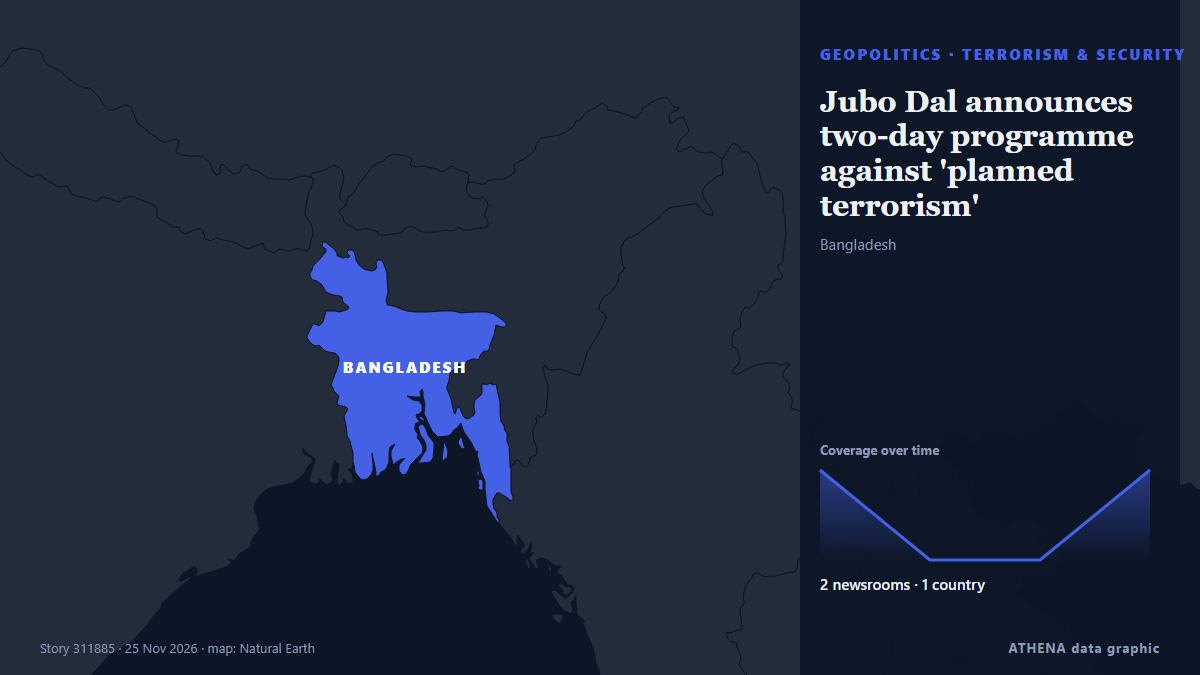 GEOPOLITICS · TERRORISM & SECURITY
Jubo Dal announces
two-day programme
against 'planned
terrorism'
Bangladesh
BANGLADESH
Coverage over time
2 newsrooms · 1 country
Story 311885 · 25 Nov 2026 · map: Natural Earth
ATHENA data graphic